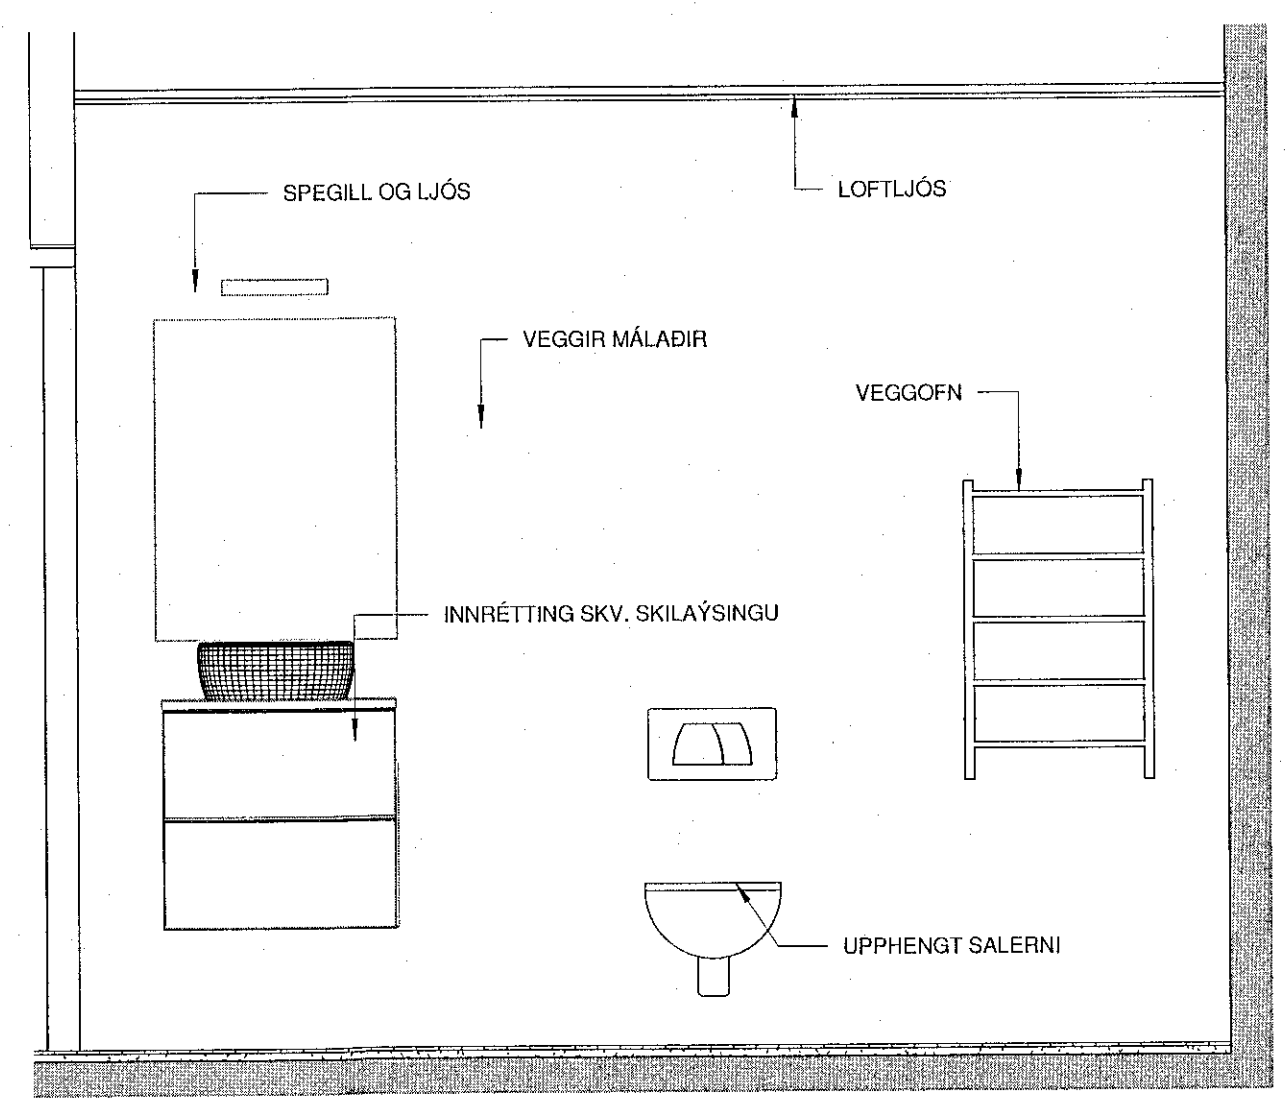 SPEGILL OG LJÓS
LOFTLJÓS
VEGGIR MÁLAÐIR
VEGGOFN
INNRÉTTING SKV. SKILAÝSINGU
UPPHENGT SALERNI